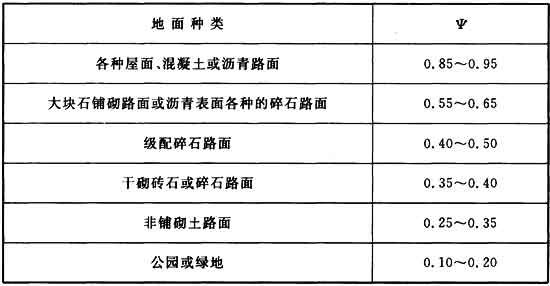 地面种类 Ψ
各种屋面、混凝土或沥青路面 0.85～0.95
大块石铺砌路面或沥青表面各种的碎石路面 0.55～0.65
级配碎石路面 0.40～0.50
干砌砖石或碎石路面 0.35～0.40
非铺砌土路面 0.25～0.35
公园或绿地 0.10～0.20